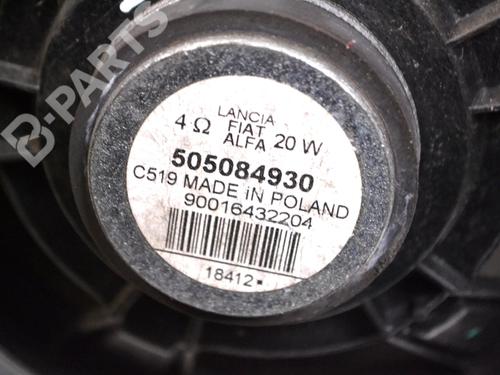 B-PARTS
LANCIA
4 Ω FIAT 20 W
ALFA
505084930
C519 MADE iN POLAND
90016432204
18412